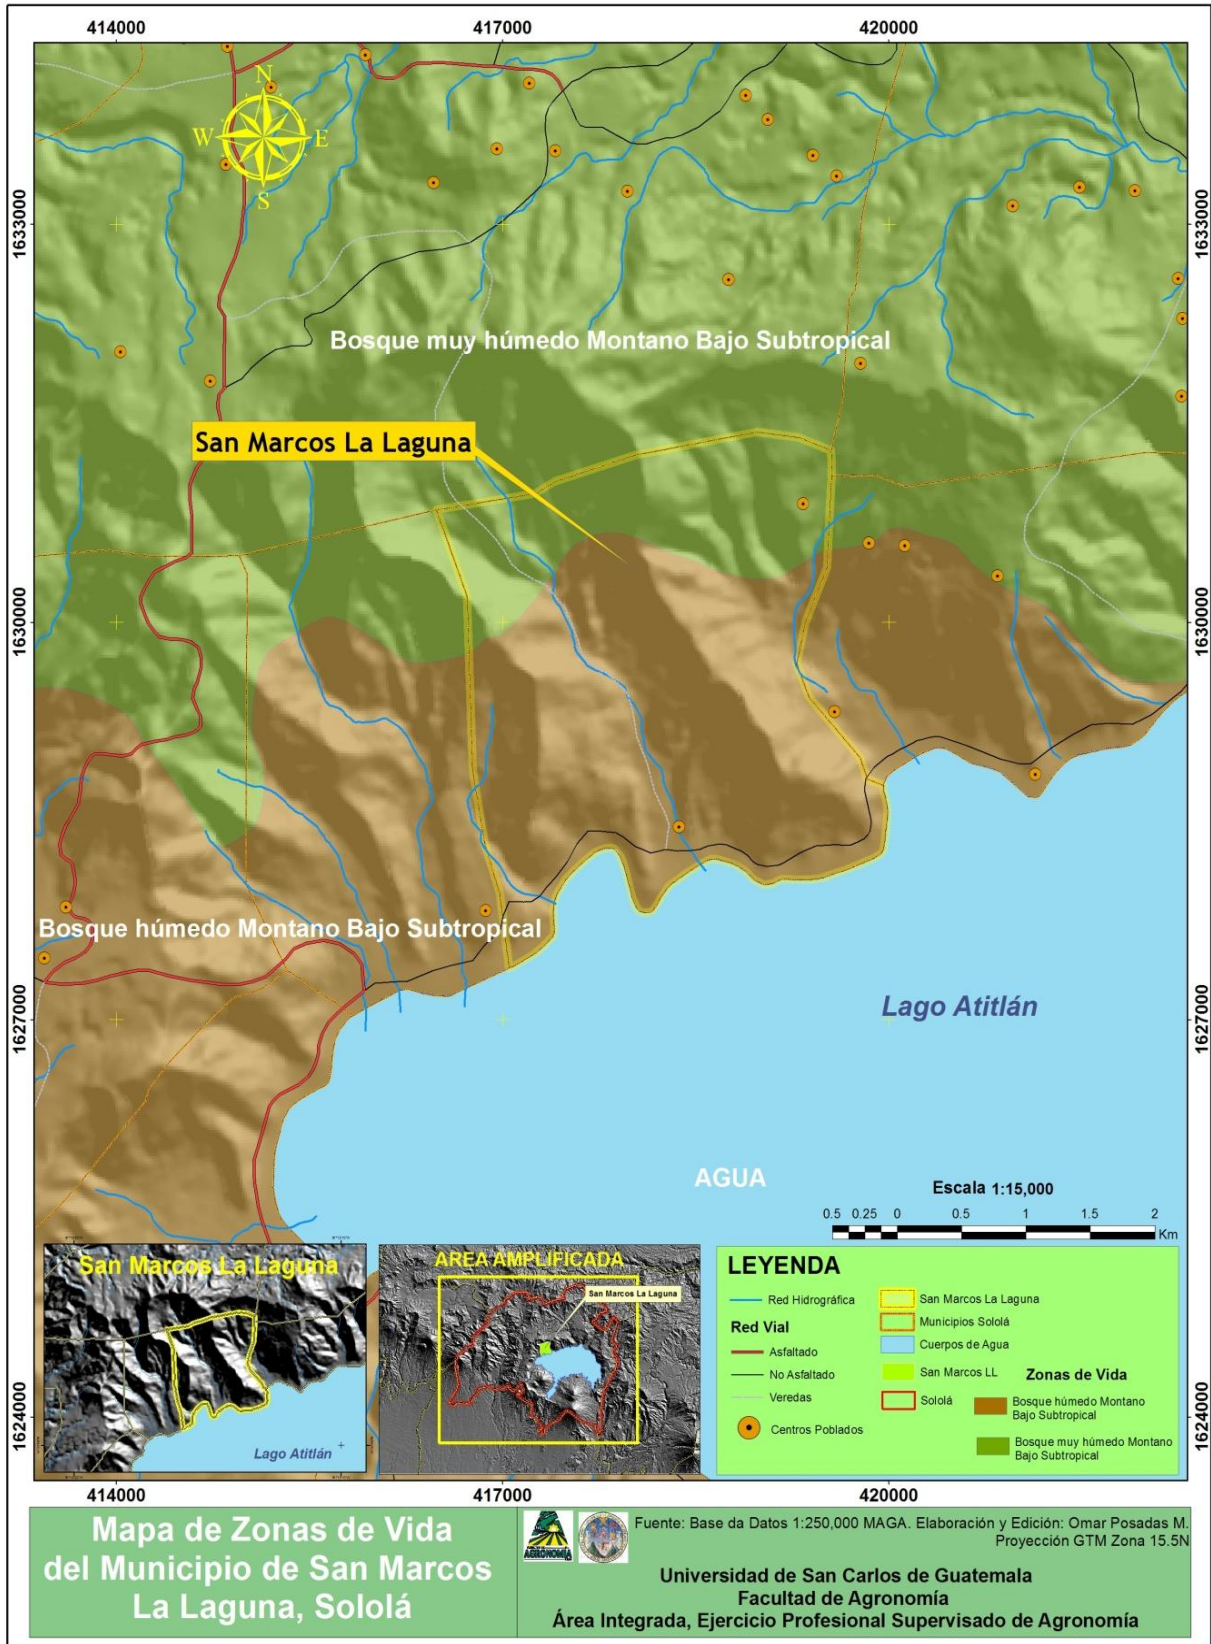 414000
417000
420000
N
W
E
S
1633000
1633000
Bosque muy húmedo Montano Bajo Subtropical
San Marcos La Laguna
1630000
1630000
Bosque húmedo Montano Bajo Subtropical
1627000
1627000
Lago Atitlán
AGUA
Escala 1:15,000
0.5 0.25 0 0.5 1 1.5 2
Km
San Marcos La Laguna
Lago Atitlán
AREA AMPLIFICADA
San Marcos La Laguna
LEYENDA
Red Hidrográfica
Red Vial
Asfaltado
No Asfaltado
Veredas
Centros Poblados
San Marcos La Laguna
Municipios Sololá
Cuerpos de Agua
San Marcos LL
Sololá
Zonas de Vida
Bosque húmedo Montano
Bajo Subtropical
Bosque muy húmedo Montano
Bajo Subtropical
1624000
1624000
414000
417000
420000
Mapa de Zonas de Vida
del Municipio de San Marcos
La Laguna, Sololá
AGRONOMÍA
Fuente: Base da Datos 1:250,000 MAGA. Elaboración y Edición: Omar Posadas M.
Proyección GTM Zona 15.5N
Universidad de San Carlos de Guatemala
Facultad de Agronomía
Área Integrada, Ejercicio Profesional Supervisado de Agronomía